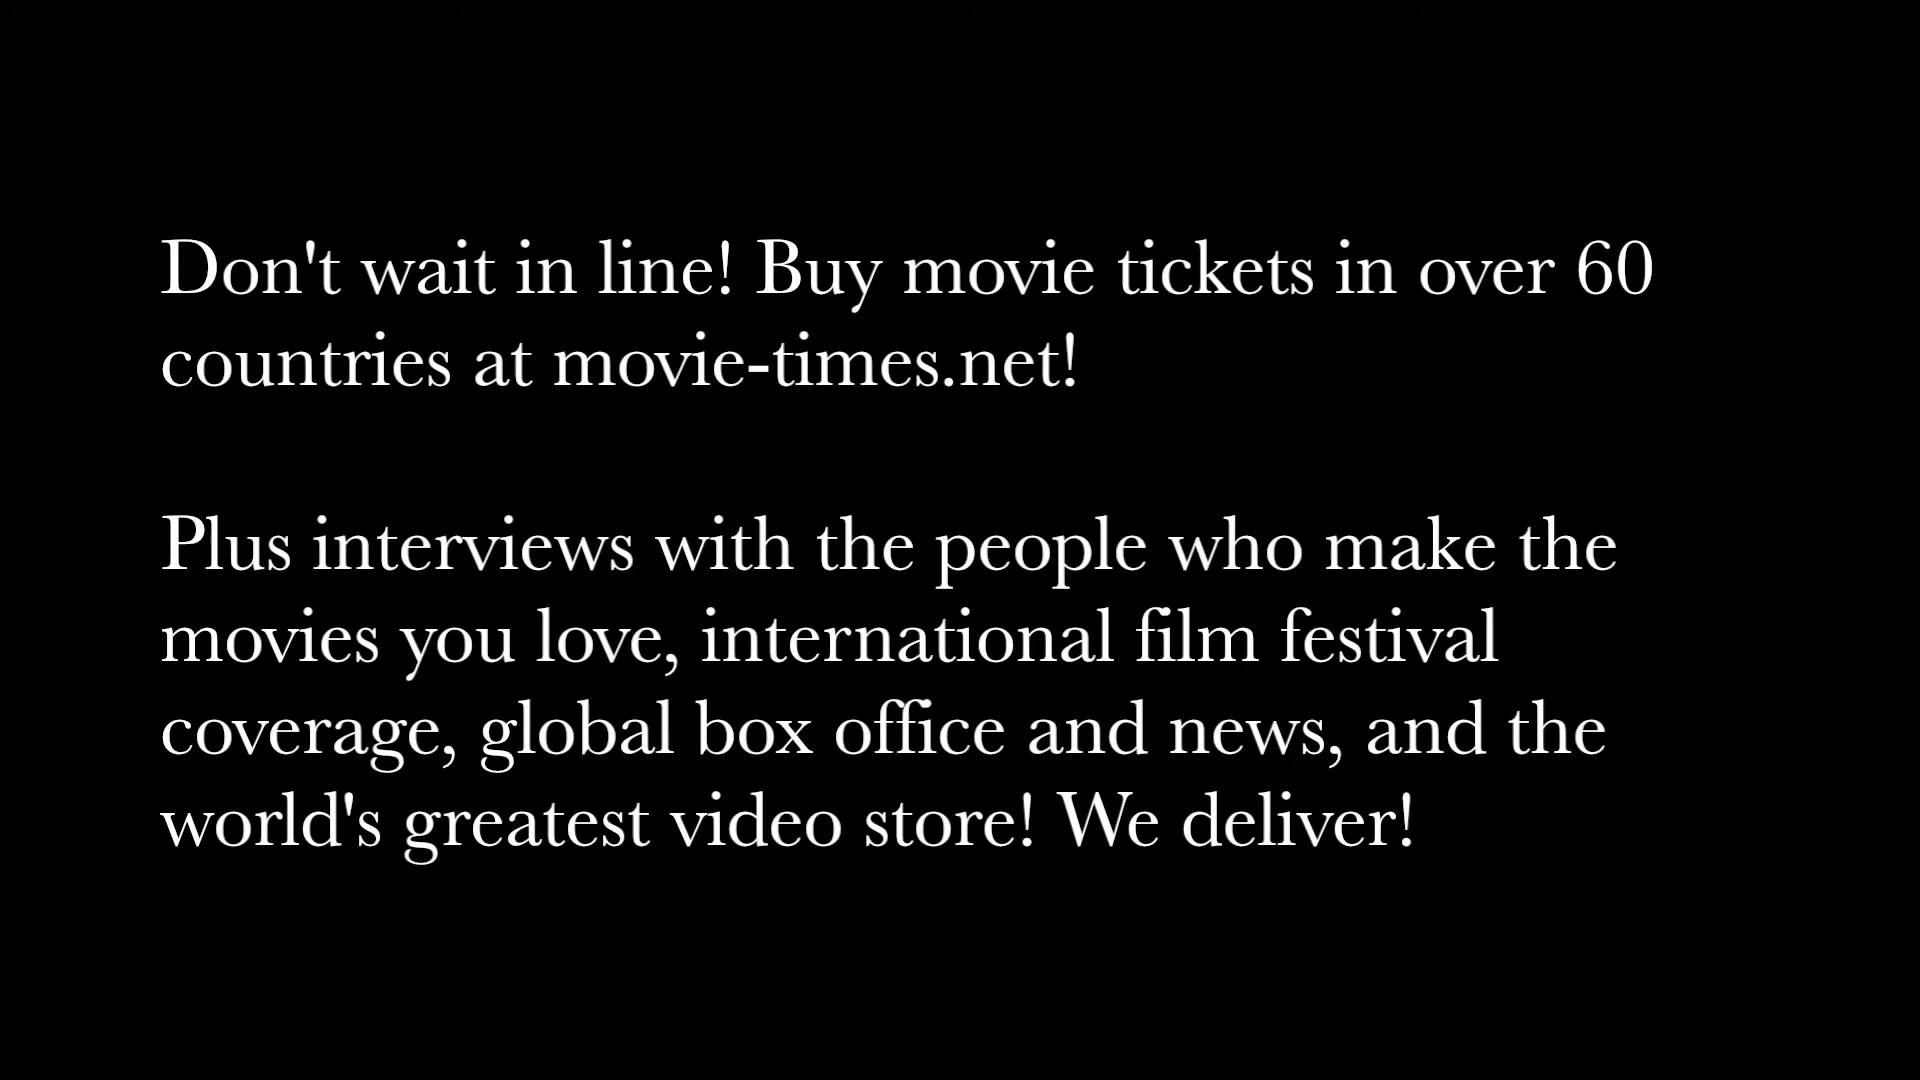 Don't wait in line! Buy movie tickets in over 60
countries at movie-times.net!
Plus interviews with the people who make the
movies you love, international film festival
coverage, global box office and news, and the
world's greatest video store! We deliver!